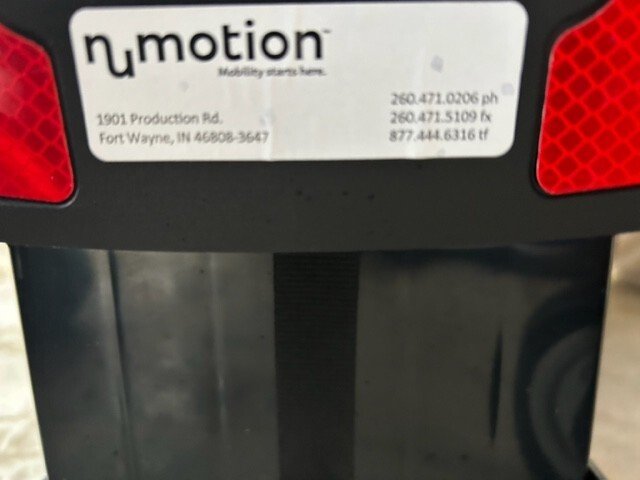 numotion™
Mobility starts here.
1901 Production Rd.
Fort Wayne, IN 46808-3647
260.471.0206 ph
260.471.5109 fx
877.444.6316 tf